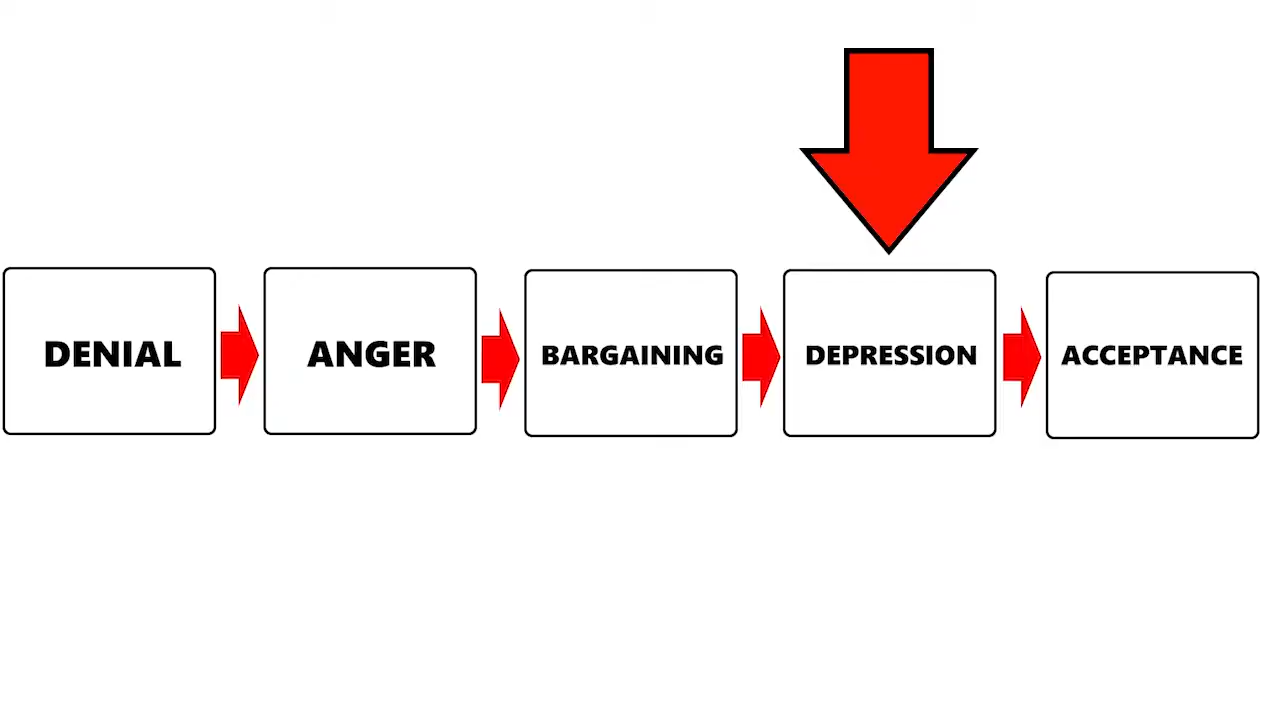 DENIAL
ANGER
BARGAINING
DEPRESSION
ACCEPTANCE